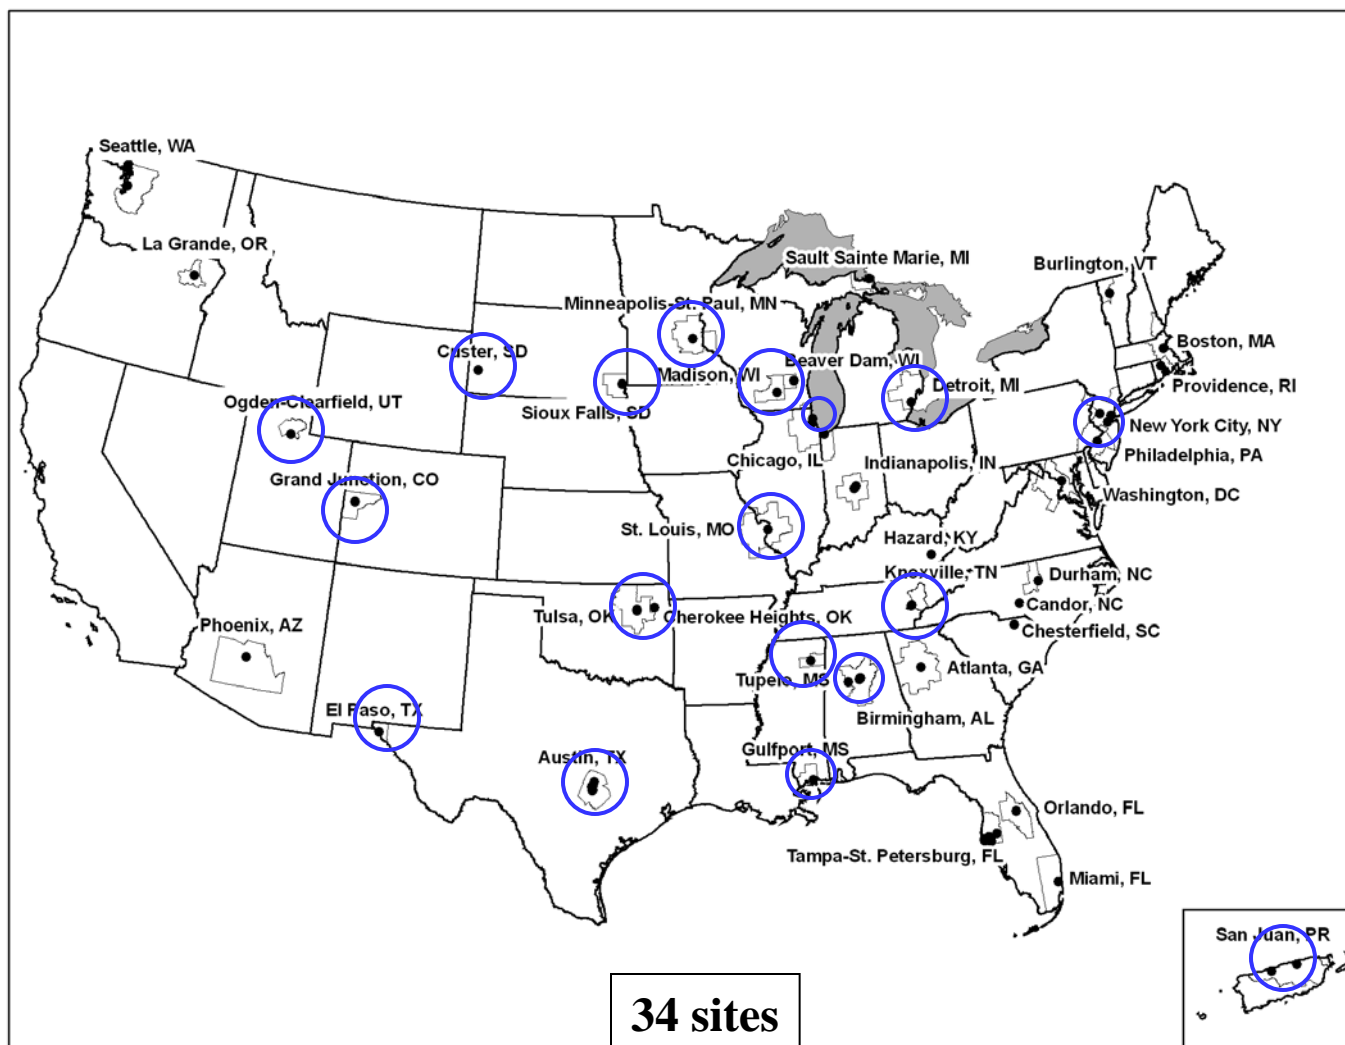 Seattle, WA
La Grande, OR
Sault Sainte Marie, MI
Burlington, VT
Minneapolis-St. Paul, MN
Boston, MA
Custer, SD
Beaver Dam, WI
Madison, WI
Detroit, MI
Providence, RI
Ogden-Clearfield, UT
Sioux Falls, SD
New York City, NY
Philadelphia, PA
Chicago, IL
Indianapolis, IN
Grand Junction, CO
Washington, DC
St. Louis, MO
Hazard, KY
Knoxville, TN
Durham, NC
Candor, NC
Tulsa, OK
Cherokee Heights, OK
Phoenix, AZ
Chesterfield, SC
Atlanta, GA
Tupelo, MS
El Paso, TX
Birmingham, AL
Gulfport, MS
Austin, TX
Orlando, FL
Tampa-St. Petersburg, FL
Miami, FL
San Juan, PR
34 sites